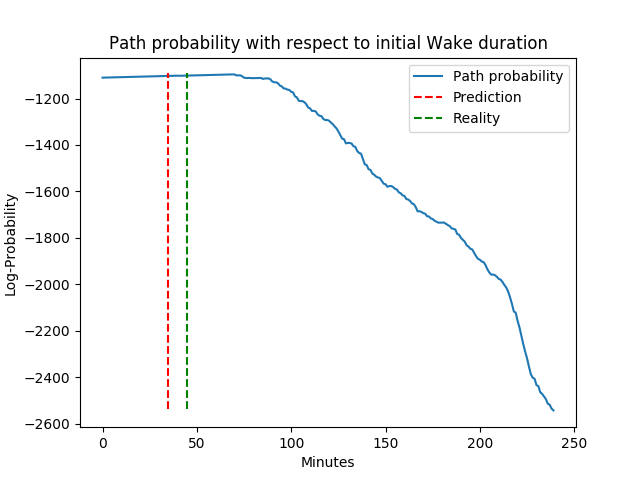 Path probability with respect to initial Wake duration
Path probability
Prediction
Reality
Log-Probability
−1200
−1400
−1600
−1800
−2000
−2200
−2400
−2600
0 50 100 150 200 250
Minutes